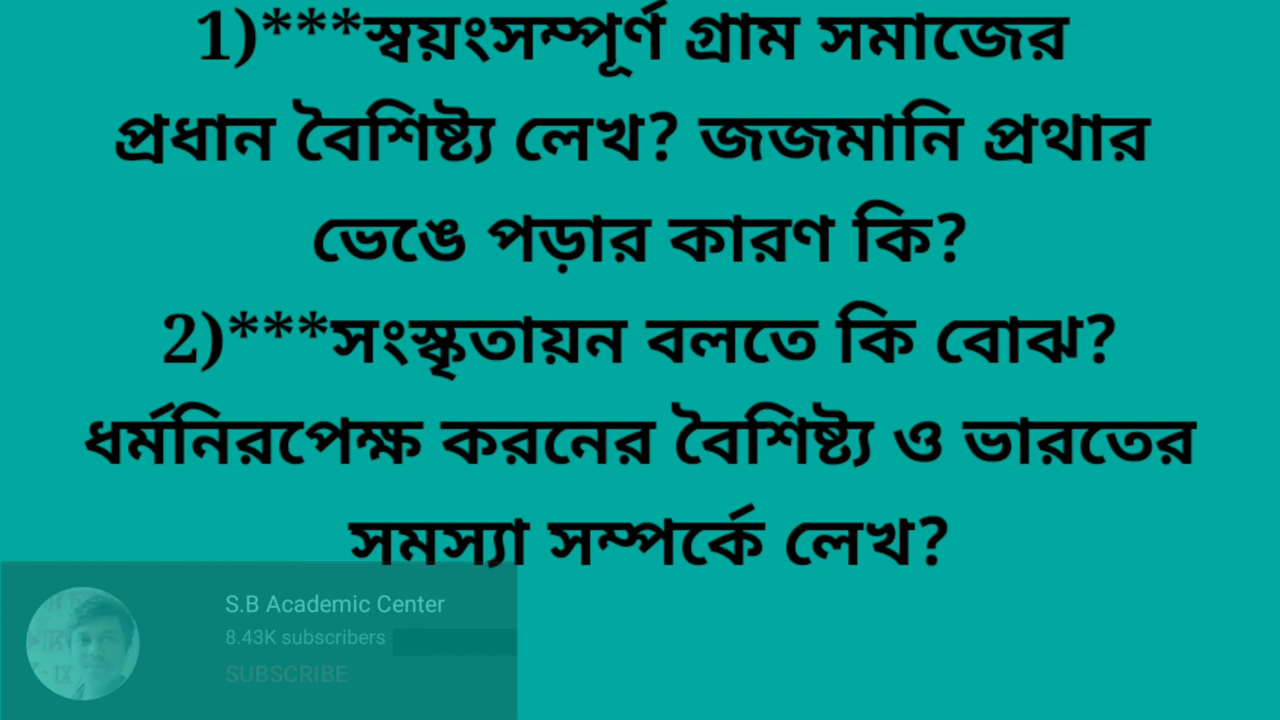 1)***স্বয়ংসম্পূর্ণ গ্রাম সমাজের
প্রধান বৈশিষ্ট্য লেখ? জজমানি প্রথার
ভেঙে পড়ার কারণ কি?
2)***সংস্কৃতায়ন বলতে কি বোঝ?
ধর্মনিরপেক্ষ করনের বৈশিষ্ট্য ও ভারতের
সমস্যা সম্পর্কে লেখ?
S.B Academic Center
8.43K subscribers
SUBSCRIBE